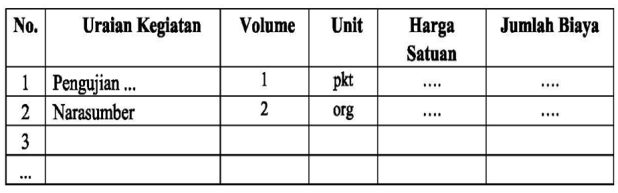 No. Uraian Kegiatan Volume Unit Harga Satuan Jumlah Biaya
1 Pengujian ... 1 pkt .... ....
2 Narasumber 2 org .... ....
3
...